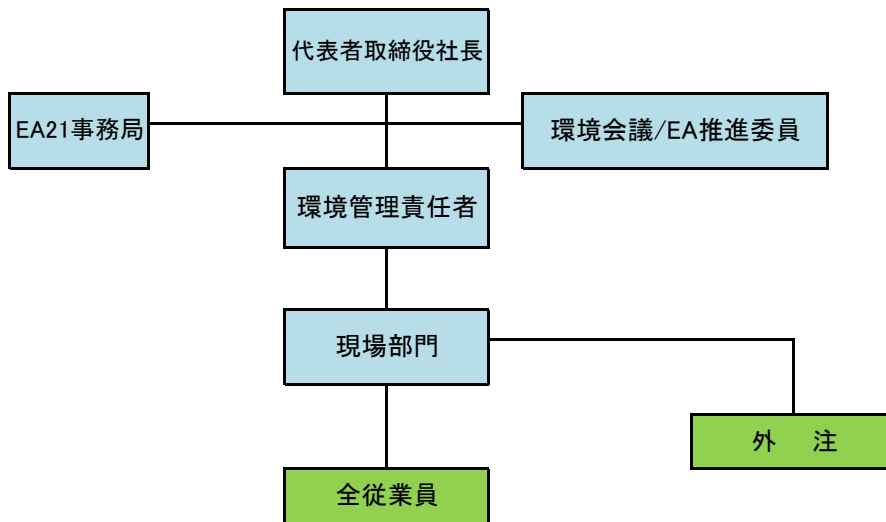 代表者取締役社長
EA21事務局
環境会議/EA推進委員
環境管理責任者
現場部門
外　注
全従業員